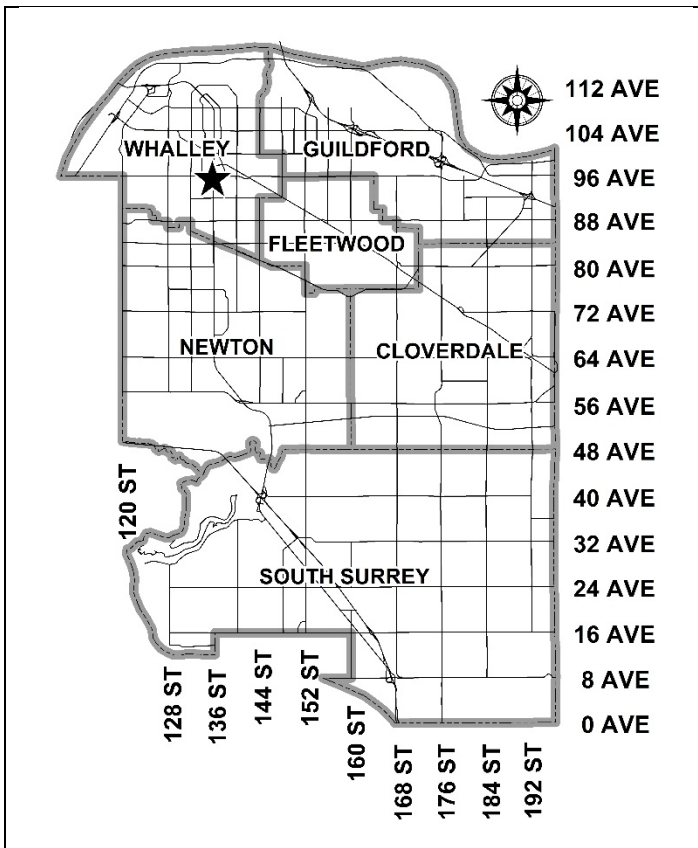 112 AVE
104 AVE
WHALLEY
GUILDFORD
96 AVE
88 AVE
FLEETWOOD
80 AVE
72 AVE
NEWTON
CLOVERDALE
64 AVE
56 AVE
48 AVE
120 ST
40 AVE
32 AVE
SOUTH SURREY
24 AVE
16 AVE
8 AVE
0 AVE
128 ST
136 ST
144 ST
152 ST
160 ST
168 ST
176 ST
184 ST
192 ST